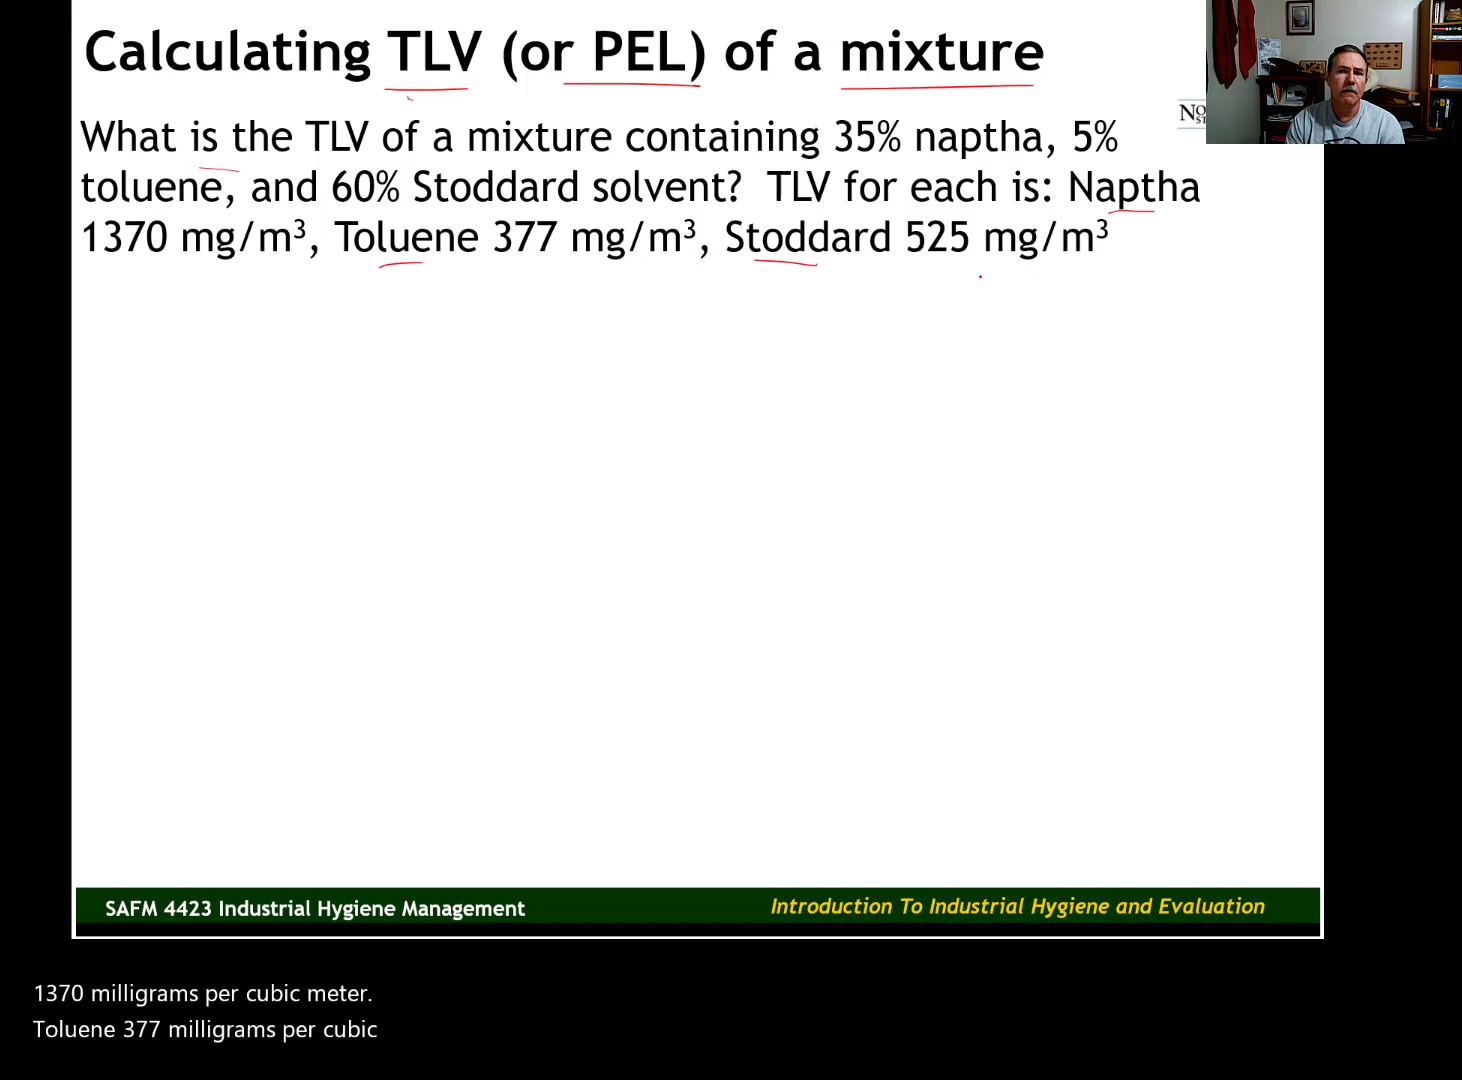 Calculating TLV (or PEL) of a mixture
What is the TLV of a mixture containing 35% naptha, 5%
toluene, and 60% Stoddard solvent? TLV for each is: Naptha
1370 mg/m³, Toluene 377 mg/m³, Stoddard 525 mg/m³
SAFM 4423 Industrial Hygiene Management
Introduction To Industrial Hygiene and Evaluation
1370 milligrams per cubic meter.
Toluene 377 milligrams per cubic